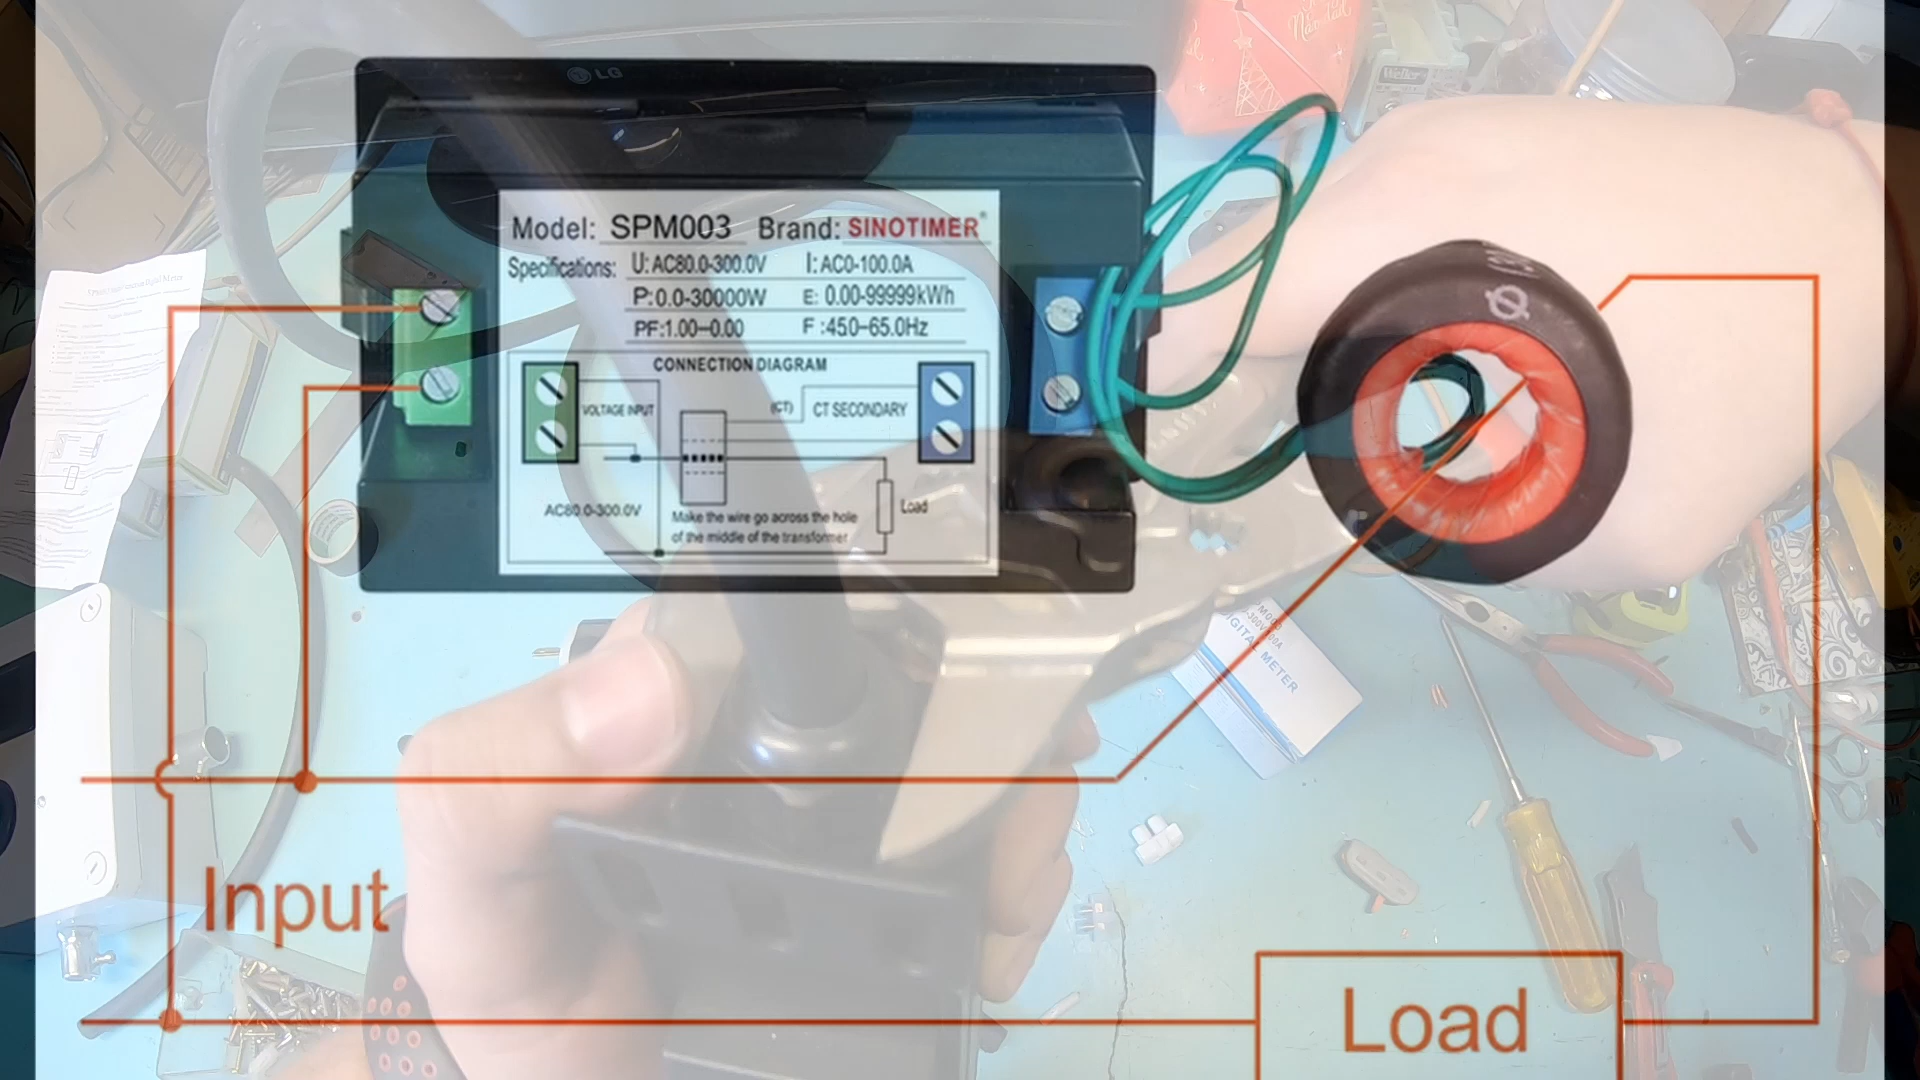 LG
Weller
Model: SPM003 Brand: SINOTIMER®
Specifications: U: AC80.0-300.0V I: AC0-100.0A
P: 0.0-30000W E: 0.00-99999kWh
PF: 1.00-0.00 F :450-65.0Hz
CONNECTION DIAGRAM
VOLTAGE INPUT (CT) CT SECONDARY
AC80.0-300.0V
Load
Make the wire go across the hole
of the middle of the transformer
DIGITAL METER
Input
Load